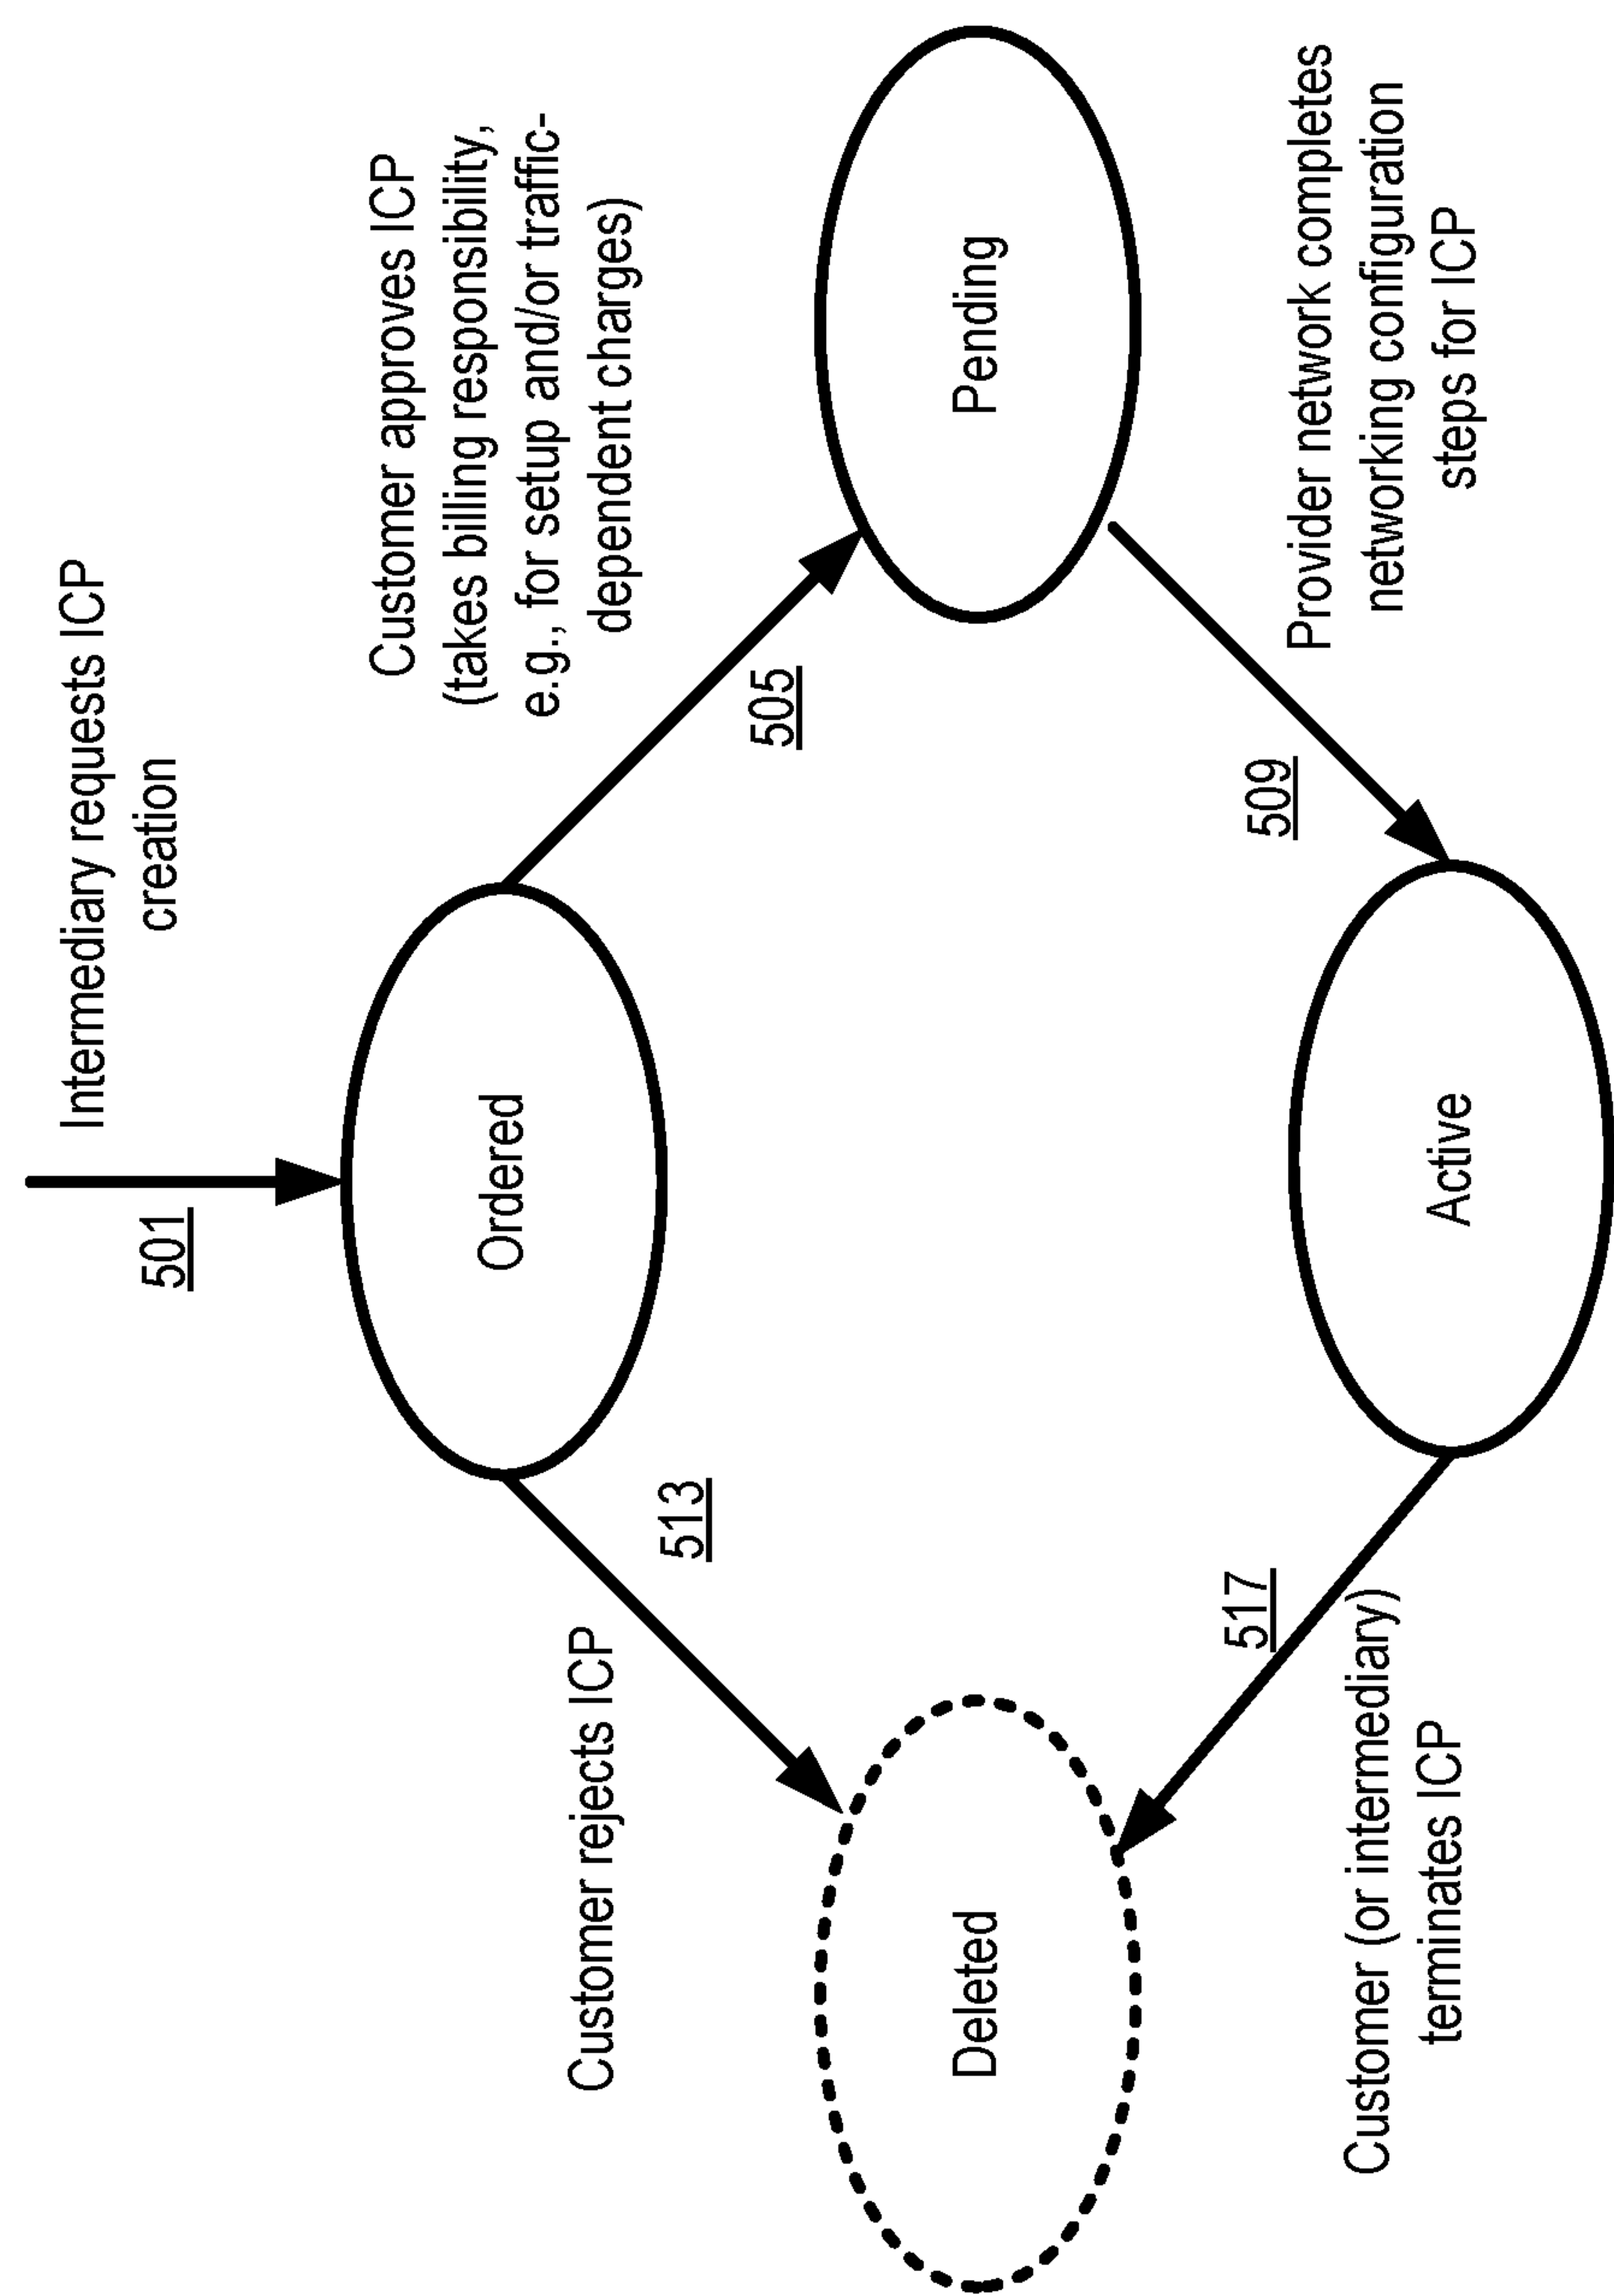 Intermediary requests ICP
creation
501
Customer approves ICP
(takes billing responsibility,
e.g., for setup and/or traffic-
dependent charges)
Ordered
505
513
Customer rejects ICP
Pending
Deleted
509
517
Provider network completes
networking configuration
steps for ICP
Active
Customer (or intermediary)
terminates ICP